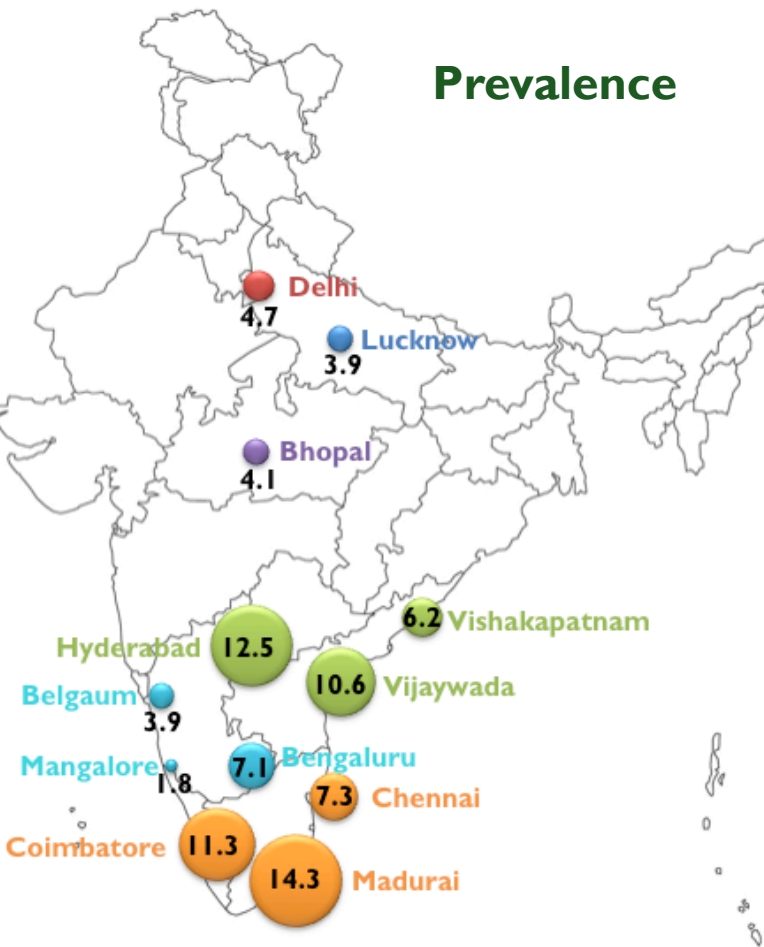 Prevalence
Delhi
4.7
Lucknow
3.9
Bhopal
4.1
6.2 Vishakapatnam
Hyderabad 12.5
10.6 Vijaywada
Belgaum
3.9
Mangalore
1.8
7.1 Bengaluru
7.3 Chennai
Coimbatore 11.3
14.3 Madurai